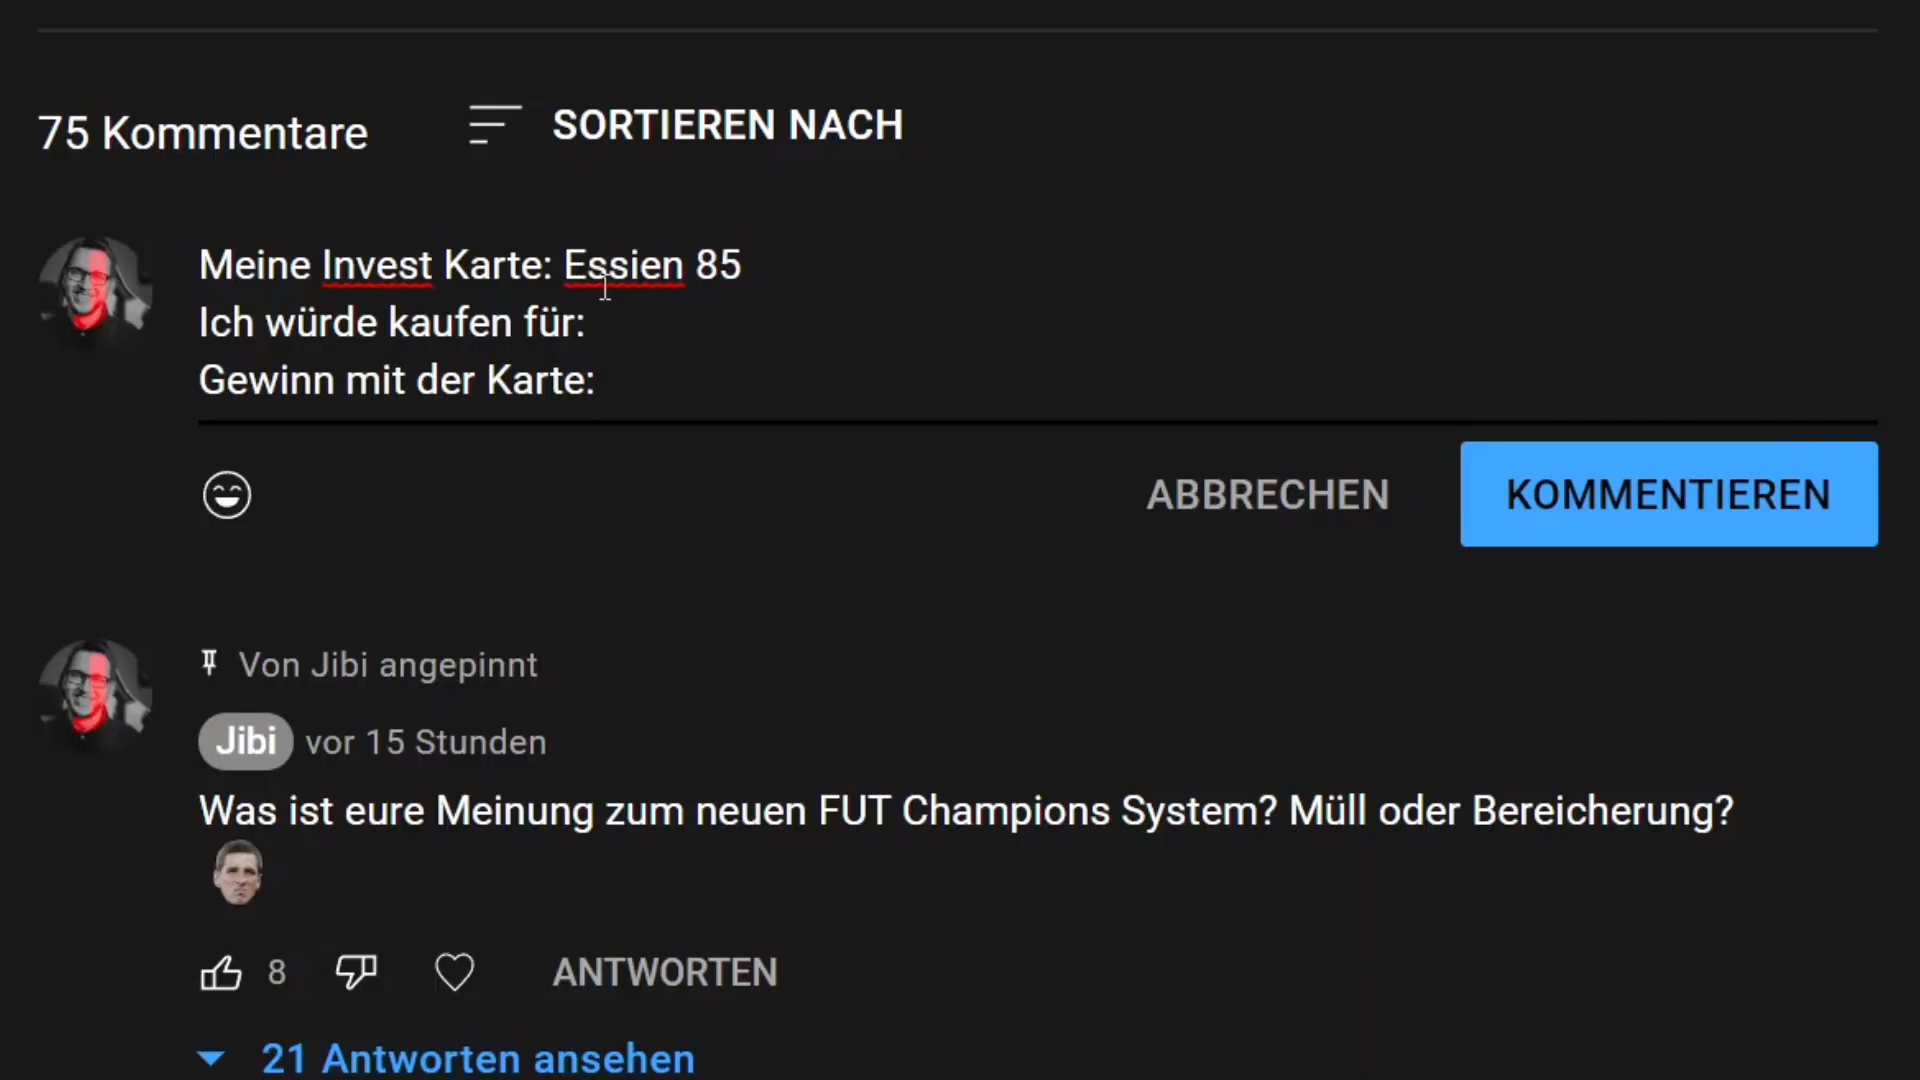 75 Kommentare
SORTIEREN NACH
Meine Invest Karte: Essien 85
Ich würde kaufen für:
Gewinn mit der Karte:
ABBRECHEN
KOMMENTIEREN
Von Jibi angepinnt
Jibi vor 15 Stunden
Was ist eure Meinung zum neuen FUT Champions System? Müll oder Bereicherung?
8
ANTWORTEN
21 Antworten ansehen